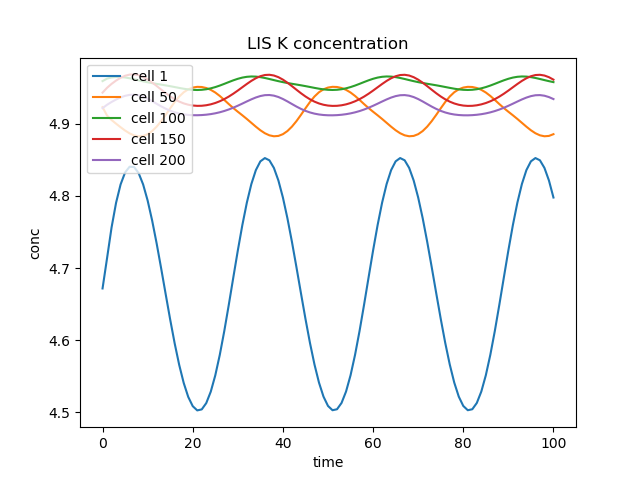 LIS K concentration
cell 1
cell 50
cell 100
cell 150
cell 200
conc
4.9
4.8
4.7
4.6
4.5
0 20 40 60 80 100
time